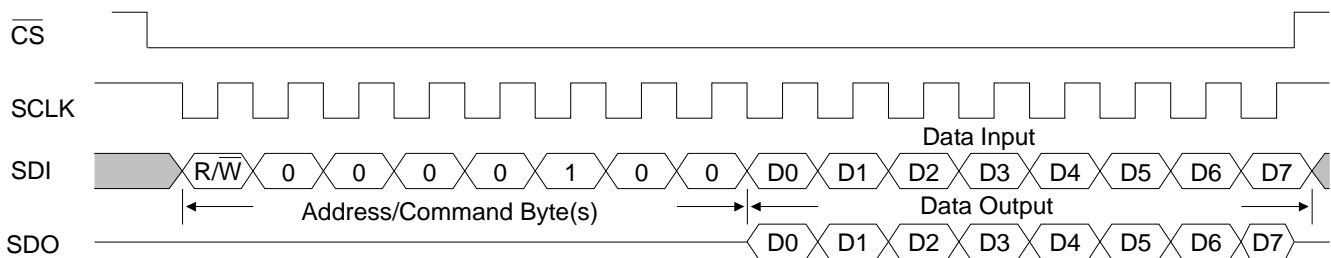 C̅S̅
SCLK
Data Input
SDI R/W̅ 0 0 0 0 1 0 0 D0 D1 D2 D3 D4 D5 D6 D7
Address/Command Byte(s) Data Output
SDO D0 D1 D2 D3 D4 D5 D6 D7